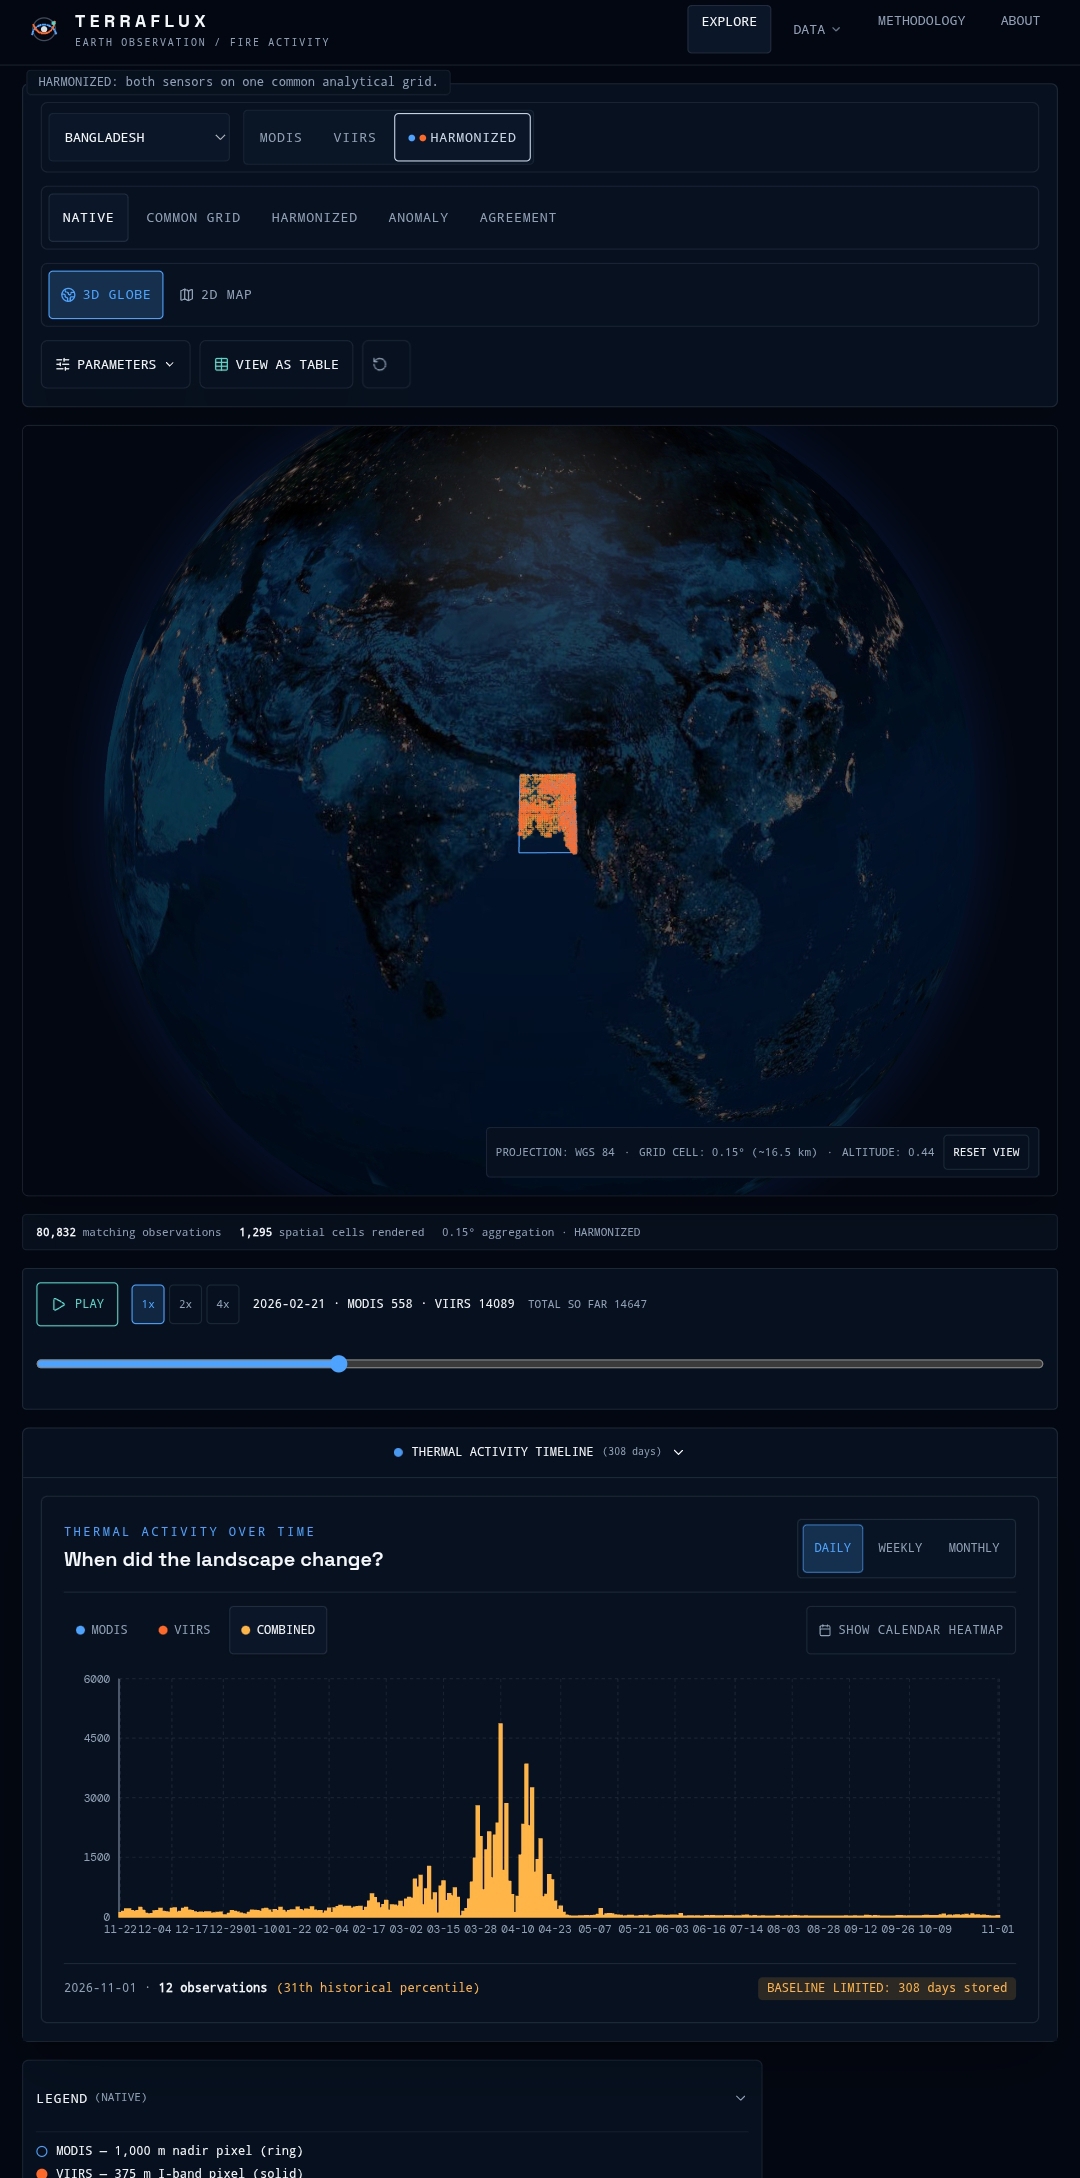 TERRAFLUX
EARTH OBSERVATION / FIRE ACTIVITY
EXPLORE DATA METHODOLOGY ABOUT
HARMONIZED: both sensors on one common analytical grid.
BANGLADESH MODIS VIIRS HARMONIZED
NATIVE COMMON GRID HARMONIZED ANOMALY AGREEMENT
3D GLOBE 2D MAP
PARAMETERS VIEW AS TABLE
PROJECTION: WGS 84 · GRID CELL: 0.15° (~16.5 km) · ALTITUDE: 0.44 RESET VIEW
80,832 matching observations 1,295 spatial cells rendered 0.15° aggregation · HARMONIZED
PLAY 1x 2x 4x 2026-02-21 · MODIS 558 · VIIRS 14089 TOTAL SO FAR 14647
THERMAL ACTIVITY TIMELINE (308 days)
THERMAL ACTIVITY OVER TIME
When did the landscape change?
DAILY WEEKLY MONTHLY
MODIS VIIRS COMBINED SHOW CALENDAR HEATMAP
6000
4500
3000
1500
0
11-22 12-04 12-17 12-29 01-10 01-22 02-04 02-17 03-02 03-15 03-28 04-10 04-23 05-07 05-21 06-03 06-16 07-14 08-03 08-28 09-12 09-26 10-09 11-01
2026-11-01 · 12 observations (31th historical percentile) BASELINE LIMITED: 308 days stored
LEGEND (NATIVE)
MODIS — 1,000 m nadir pixel (ring)
VIIRS — 375 m I-band pixel (solid)